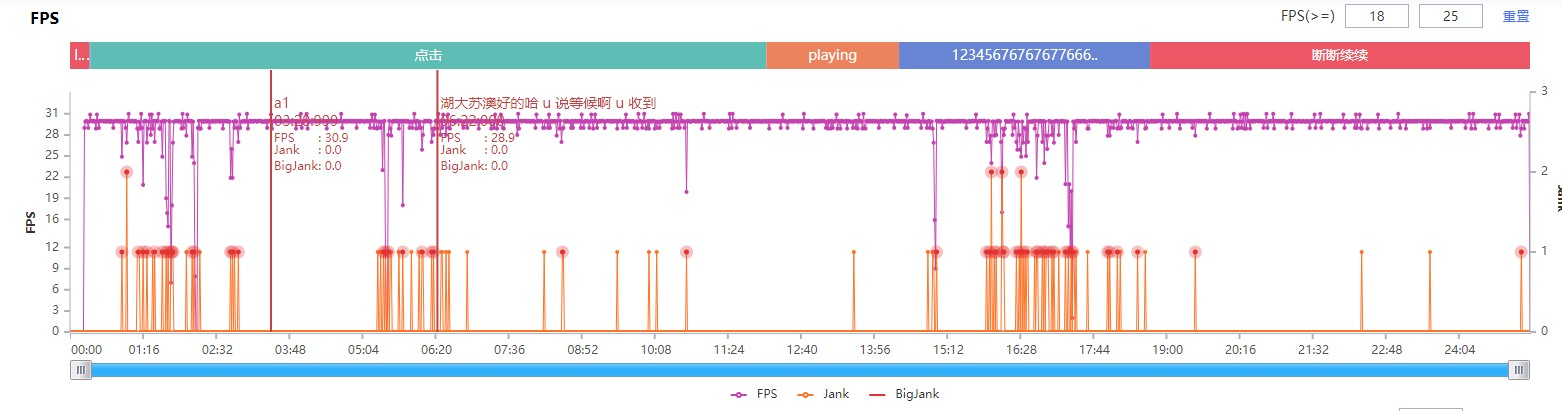 FPS
FPS(>=) 18 25 重置
I... 点击 playing 12345676767677666.. 断断续续
a1
湖大苏澳好的哈 u 说等候啊 u 收到
FPS : 30.9
Jank : 0.0
BigJank: 0.0
FPS : 28.9
Jank : 0.0
BigJank: 0.0
31
28
25
22
19
16
12
9
6
3
0
FPS
3
2
1
0
00:00 01:16 02:32 03:48 05:04 06:20 07:36 08:52 10:08 11:24 12:40 13:56 15:12 16:28 17:44 19:00 20:16 21:32 22:48 24:04
FPS Jank BigJank